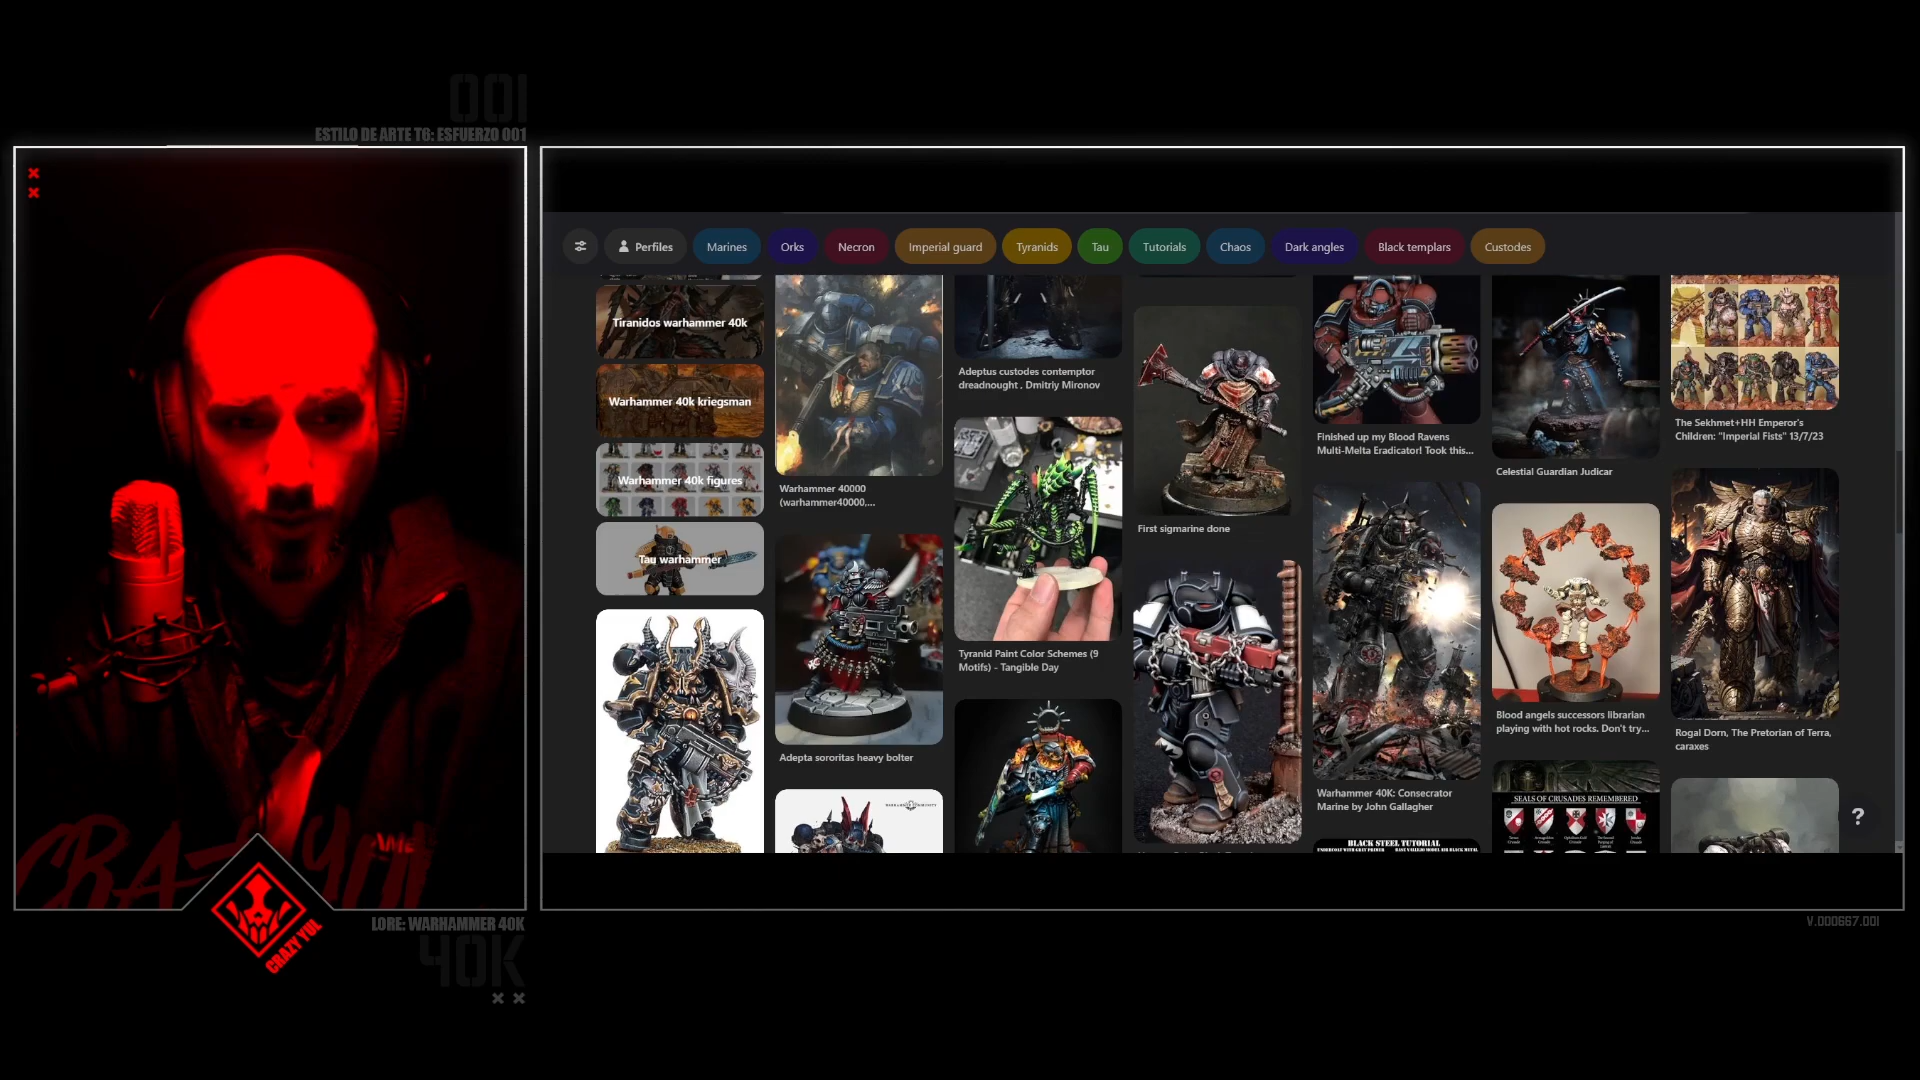 001
ESTILO DE ARTE T6: ESFUERZO 001
Perfiles
Marines
Orks
Necron
Imperial guard
Tyranids
Tau
Tutorials
Chaos
Dark angles
Black templars
Custodes
Tiranidos warhammer 40k
Warhammer 40k kriegsman
Warhammer 40k figures
Tau warhammer
Warhammer 40000
(warhammer40000,...
Adepta sororitas heavy bolter
Adeptus custodes contemptor
dreadnought . Dmitriy Mironov
Tyranid Paint Color Schemes (9
Motifs) - Tangible Day
First sigmarine done
Finished up my Blood Ravens
Multi-Melta Eradicator! Took this...
Warhammer 40K: Consecrator
Marine by John Gallagher
BLACK STEEL TUTORIAL
Celestial Guardian Judicar
Blood angels successors librarian
playing with hot rocks. Don't try...
SEALS OF CRUSADES REMEMBERED
The Sekhmet+HH Emperor's
Children: "Imperial Fists" 13/7/23
Rogal Dorn, The Pretorian of Terra,
caraxes
?
CRAZY YUL
LORE: WARHAMMER 40K
40K
V.000667.001